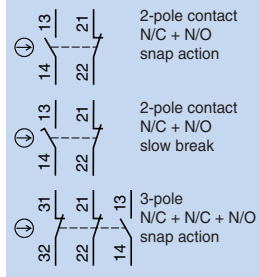 13 21
14 22
2-pole contact
N/C + N/O
snap action
13 21
14 22
2-pole contact
N/C + N/O
slow break
31 21 13
32 22 14
3-pole
N/C + N/C + N/O
snap action